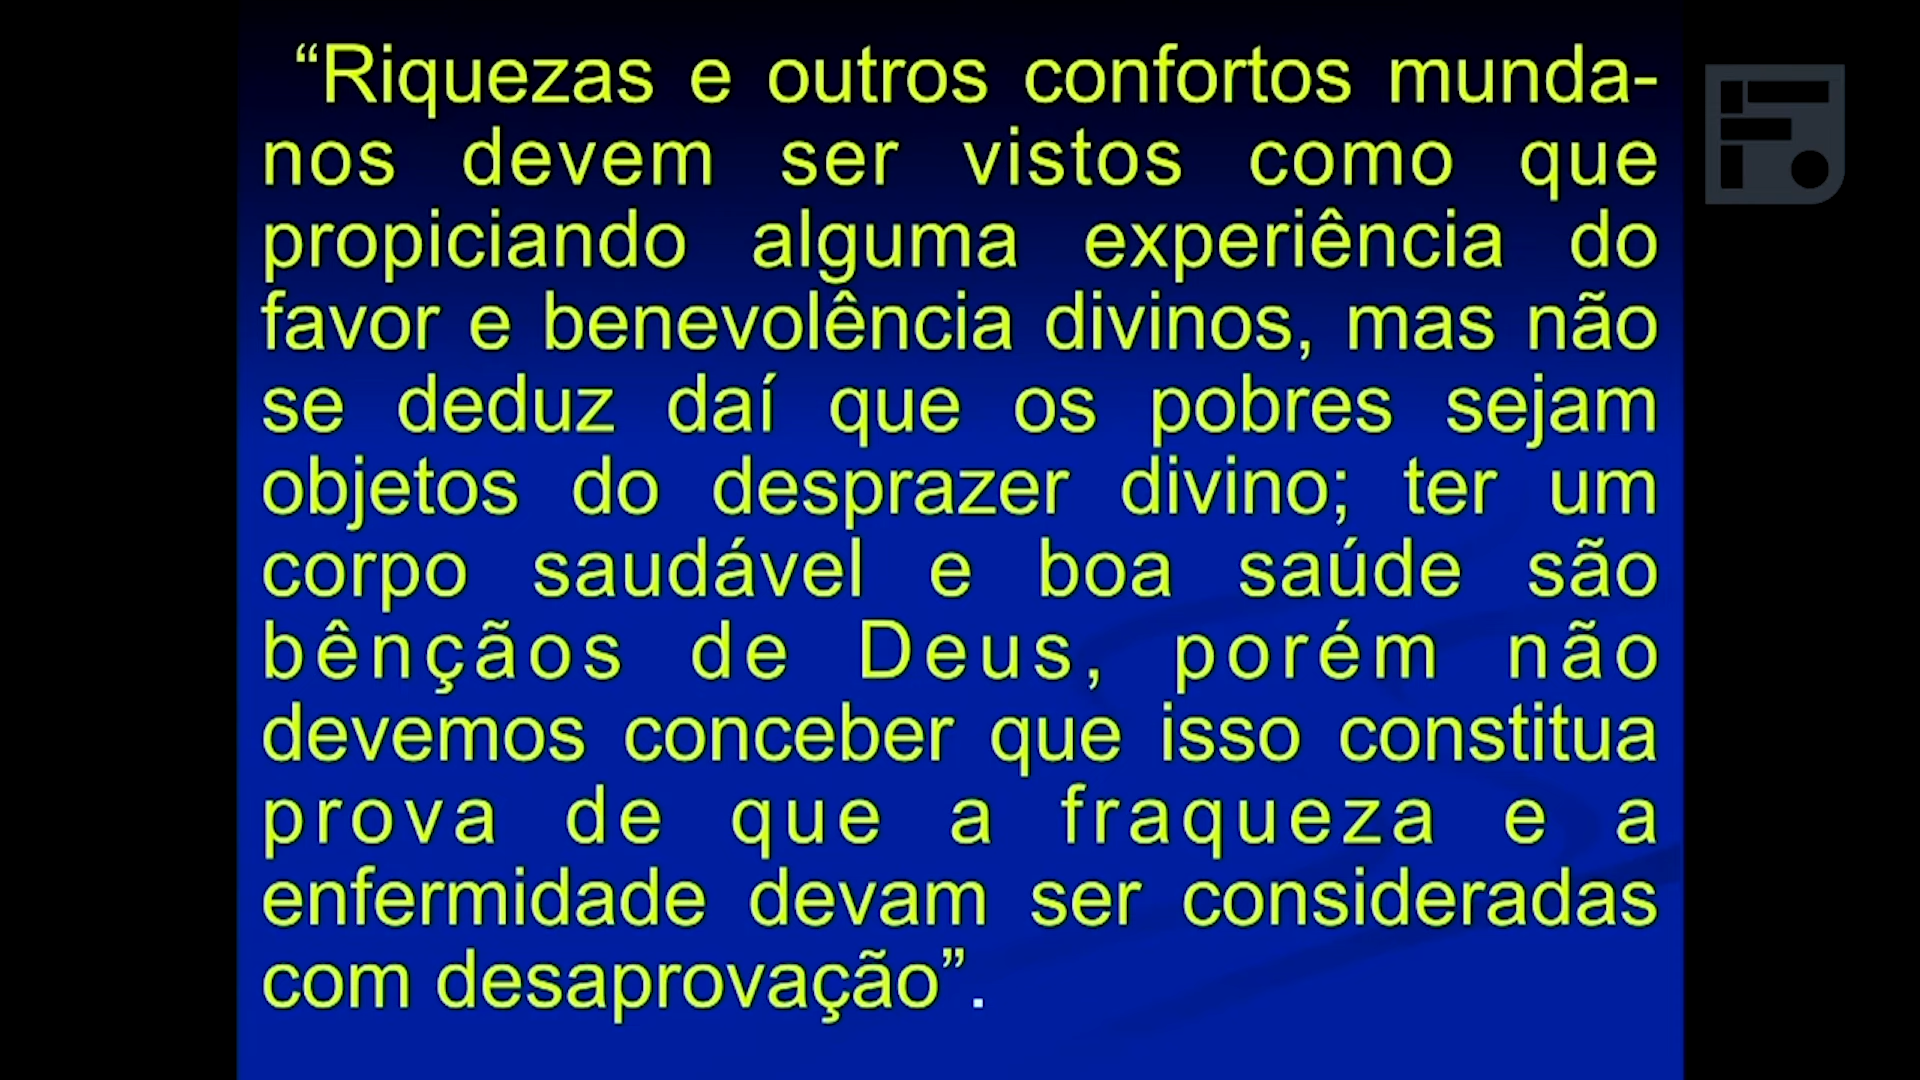 “Riquezas e outros confortos munda-
nos devem ser vistos como que
propiciando alguma experiência do
favor e benevolência divinos, mas não
se deduz daí que os pobres sejam
objetos do desprazer divino; ter um
corpo saudável e boa saúde são
bênçãos de Deus, porém não
devemos conceber que isso constitua
prova de que a fraqueza e a
enfermidade devam ser consideradas
com desaprovação”.